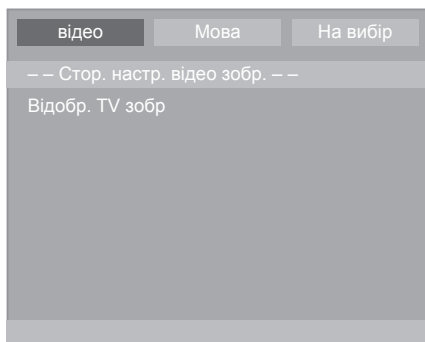 відео Мова На вибір
– – Стор. настр. відео зобр. – –
Відобр. TV зобр